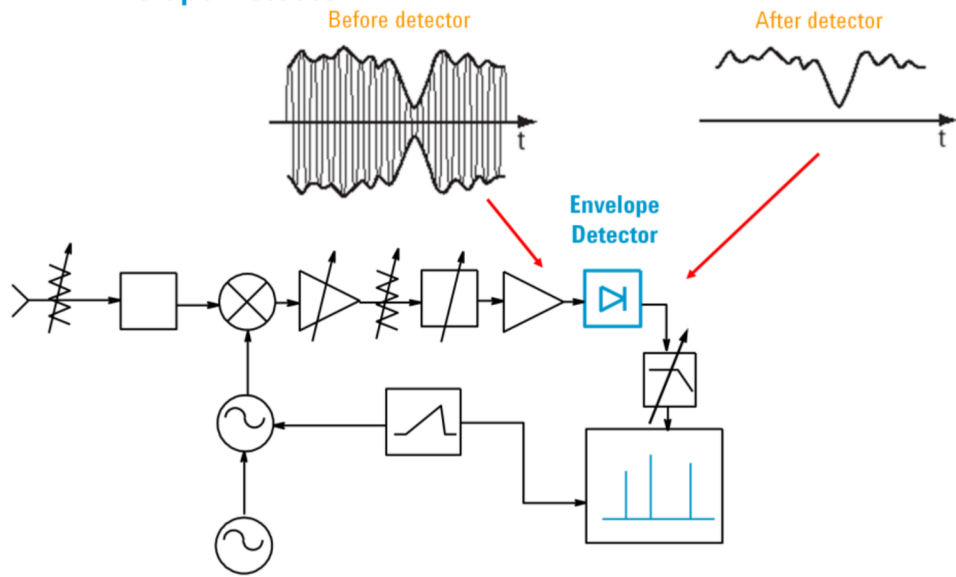 Before detector
After detector
t
t
Envelope
Detector